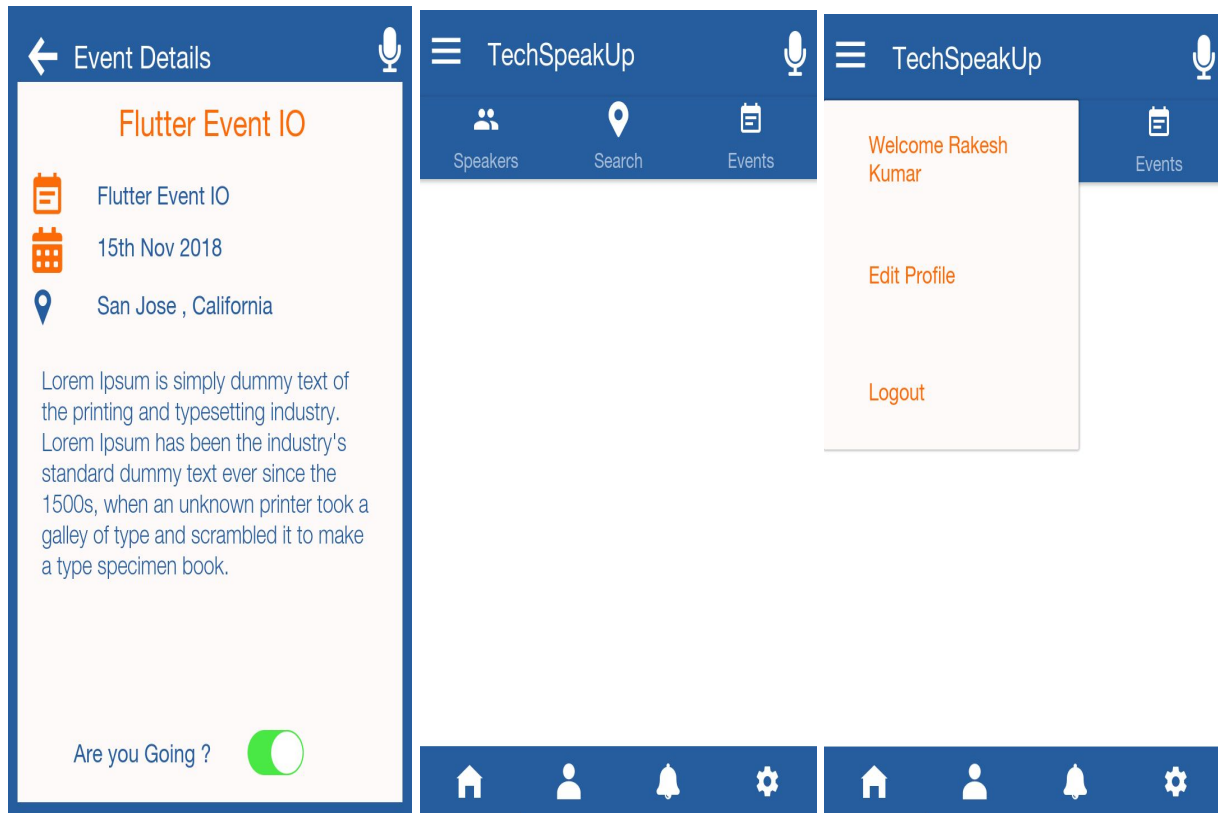 Event Details
Flutter Event IO
Flutter Event IO
15th Nov 2018
San Jose , California
Lorem Ipsum is simply dummy text of
the printing and typesetting industry.
Lorem Ipsum has been the industry's
standard dummy text ever since the
1500s, when an unknown printer took a
galley of type and scrambled it to make
a type specimen book.
Are you Going ?
TechSpeakUp
Speakers
Search
Events
TechSpeakUp
Events
Welcome Rakesh
Kumar
Edit Profile
Logout